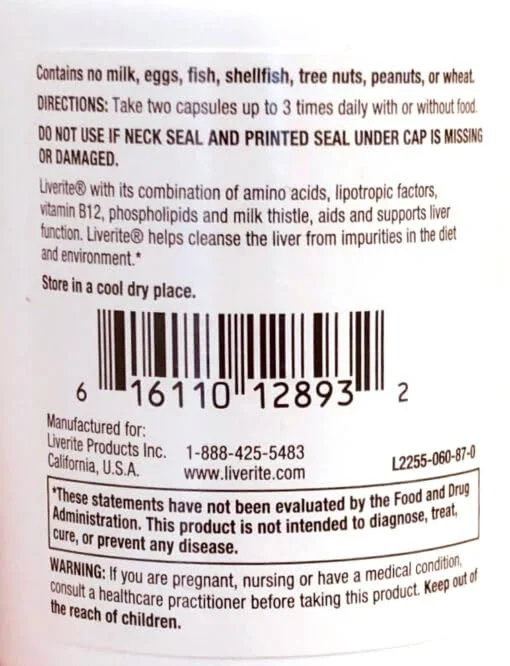 Contains no milk, eggs, fish, shellfish, tree nuts, peanuts, or wheat.
DIRECTIONS: Take two capsules up to 3 times daily with or without food.
DO NOT USE IF NECK SEAL AND PRINTED SEAL UNDER CAP IS MISSING
OR DAMAGED.
Liverite® with its combination of amino acids, lipotropic factors,
vitamin B12, phospholipids and milk thistle, aids and supports liver
function. Liverite® helps cleanse the liver from impurities in the diet
and environment.*
Store in a cool dry place.
6 16110 12893 2
Manufactured for:
Liverite Products Inc. 1-888-425-5483
California, U.S.A. www.liverite.com L2255-060-87-0
*These statements have not been evaluated by the Food and Drug
Administration. This product is not intended to diagnose, treat,
cure, or prevent any disease.
WARNING: If you are pregnant, nursing or have a medical condition,
consult a healthcare practitioner before taking this product. Keep out of
the reach of children.